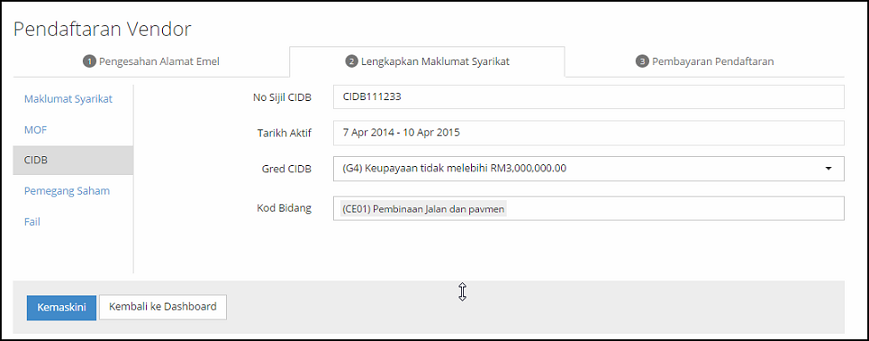 Pendaftaran Vendor
1 Pengesahan Alamat Emel
2 Lengkapkan Maklumat Syarikat
3 Pembayaran Pendaftaran
Maklumat Syarikat
MOF
CIDB
Pemegang Saham
Fail
No Sijil CIDB CIDB111233
Tarikh Aktif 7 Apr 2014 - 10 Apr 2015
Gred CIDB (G4) Keupayaan tidak melebihi RM3,000,000.00
Kod Bidang (CE01) Pembinaan Jalan dan pavmen
Kemaskini
Kembali ke Dashboard